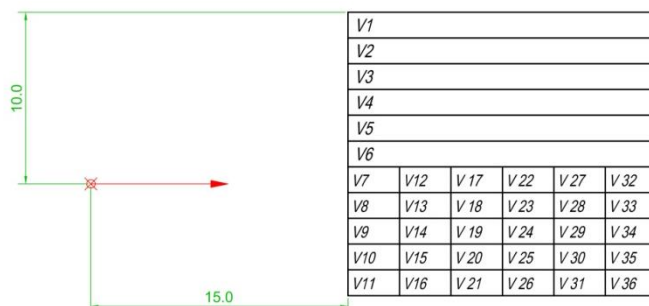 V1
V2
10.0
V3
V4
V5
V6
V7 V12 V 17 V 22 V 27 V 32
V8 V13 V 18 V 23 V 28 V 33
V9 V14 V 19 V 24 V 29 V 34
V10 V15 V 20 V 25 V 30 V 35
V11 V16 V 21 V 26 V 31 V 36
15.0